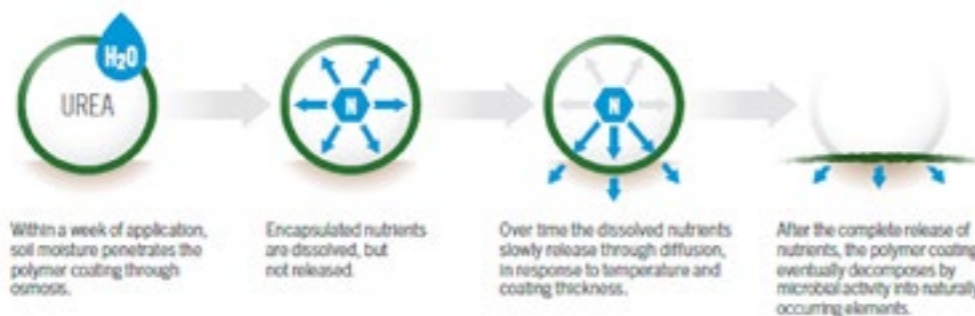 H2O
UREA
N
N
Within a week of application,
soil moisture penetrates the
polymer coating through
osmosis.
Encapsulated nutrients
are dissolved, but
not released.
Over time the dissolved nutrients
slowly release through diffusion,
in response to temperature and
coating thickness.
After the complete release of
nutrients, the polymer coating
eventually decomposes by
microbial activity into naturally
occurring elements.